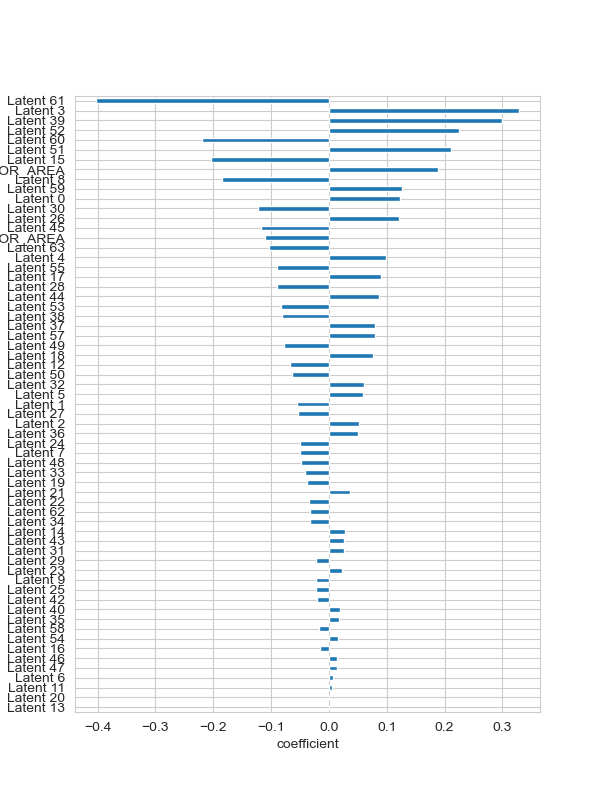 Latent 61
Latent 3
Latent 39
Latent 52
Latent 60
Latent 51
Latent 15
OR_AREA
Latent 8
Latent 59
Latent 0
Latent 30
Latent 26
Latent 45
OR_AREA
Latent 63
Latent 4
Latent 55
Latent 17
Latent 28
Latent 44
Latent 53
Latent 38
Latent 37
Latent 57
Latent 49
Latent 18
Latent 12
Latent 50
Latent 32
Latent 5
Latent 1
Latent 27
Latent 2
Latent 36
Latent 24
Latent 7
Latent 48
Latent 33
Latent 19
Latent 21
Latent 22
Latent 62
Latent 34
Latent 14
Latent 43
Latent 31
Latent 29
Latent 23
Latent 9
Latent 25
Latent 42
Latent 40
Latent 35
Latent 58
Latent 54
Latent 16
Latent 46
Latent 47
Latent 6
Latent 11
Latent 20
Latent 13
−0.4 −0.3 −0.2 −0.1 0.0 0.1 0.2 0.3
coefficient